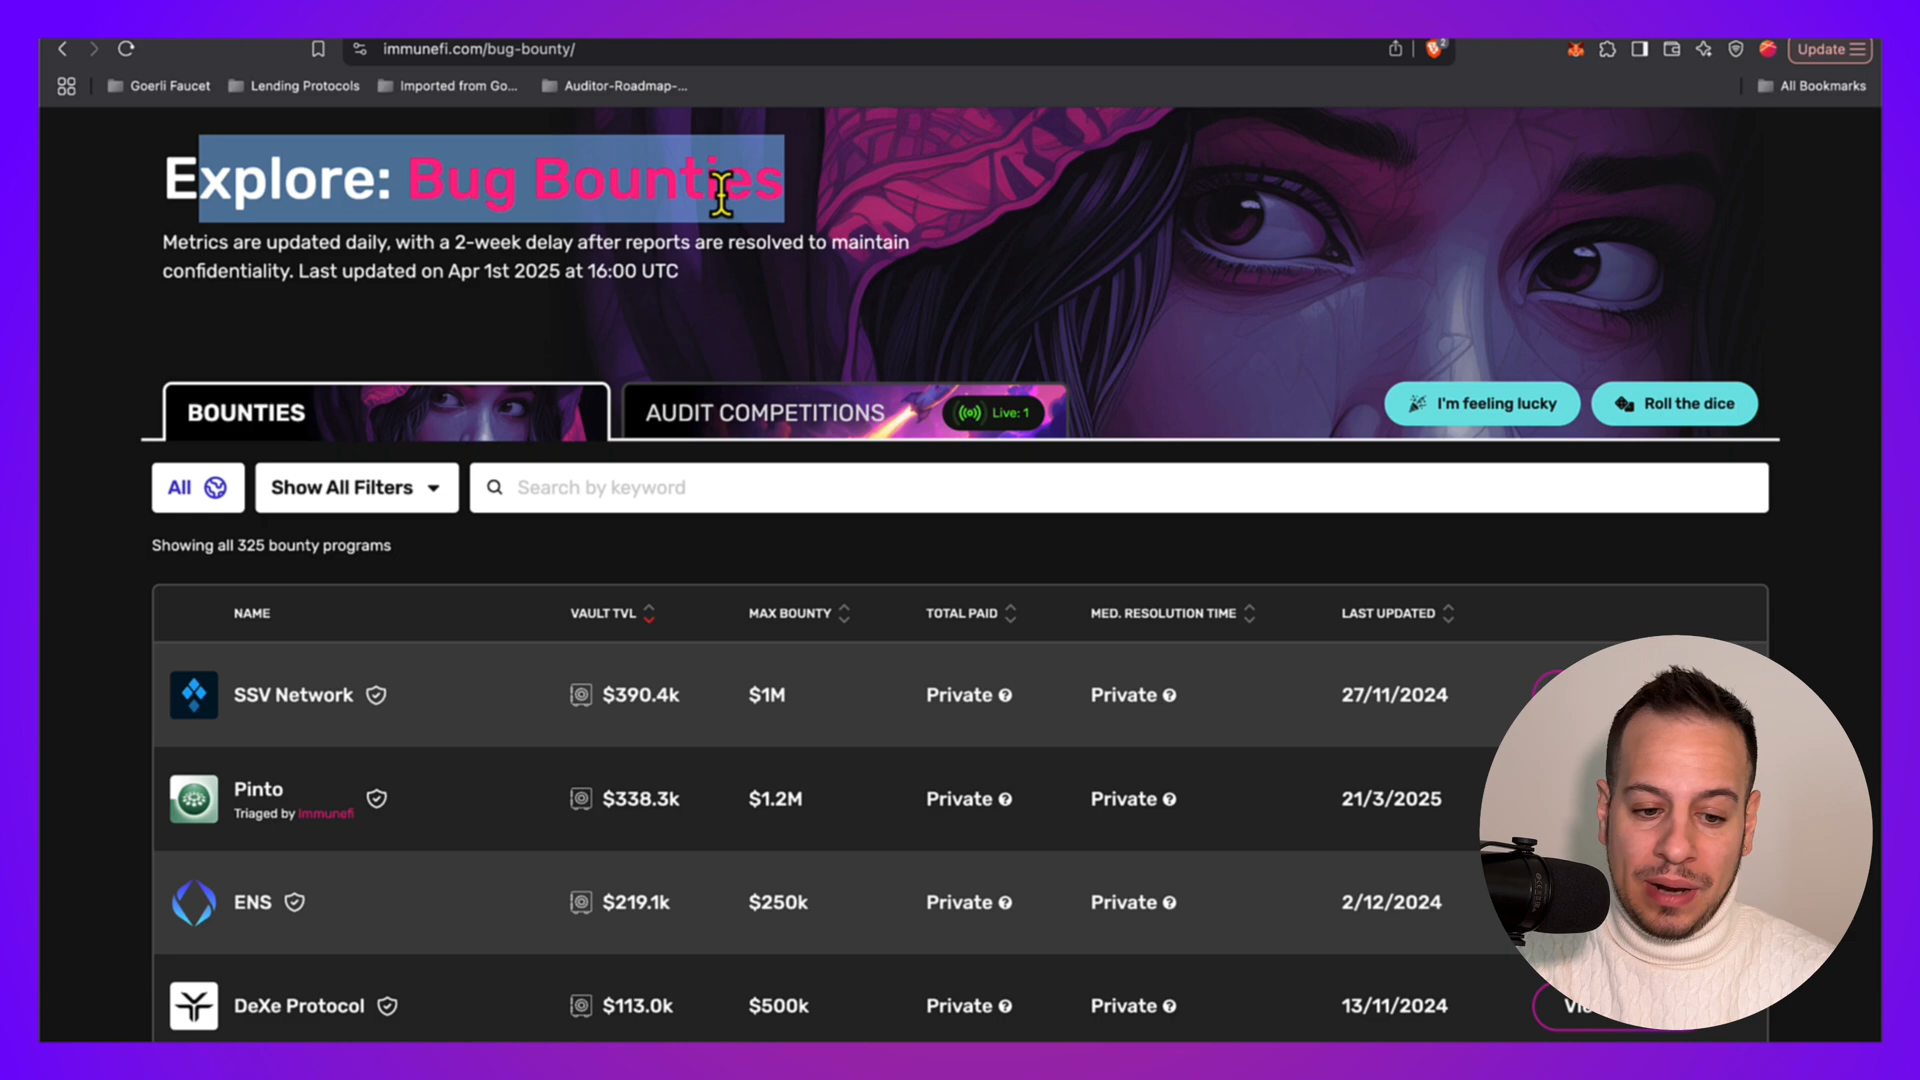 immunefi.com/bug-bounty/
2
Update
Goerli Faucet
Lending Protocols
Imported from Go...
Auditor-Roadmap-...
All Bookmarks
Explore: Bug Bounties
Metrics are updated daily, with a 2-week delay after reports are resolved to maintain
confidentiality. Last updated on Apr 1st 2025 at 16:00 UTC
BOUNTIES
AUDIT COMPETITIONS
Live: 1
I'm feeling lucky
Roll the dice
All
Show All Filters
Search by keyword
Showing all 325 bounty programs
NAME VAULT TVL MAX BOUNTY TOTAL PAID MED. RESOLUTION TIME LAST UPDATED
SSV Network $390.4k $1M Private Private 27/11/2024
Pinto
Triaged by Immunefi
$338.3k $1.2M Private Private 21/3/2025
ENS $219.1k $250k Private Private 2/12/2024
DeXe Protocol $113.0k $500k Private Private 13/11/2024